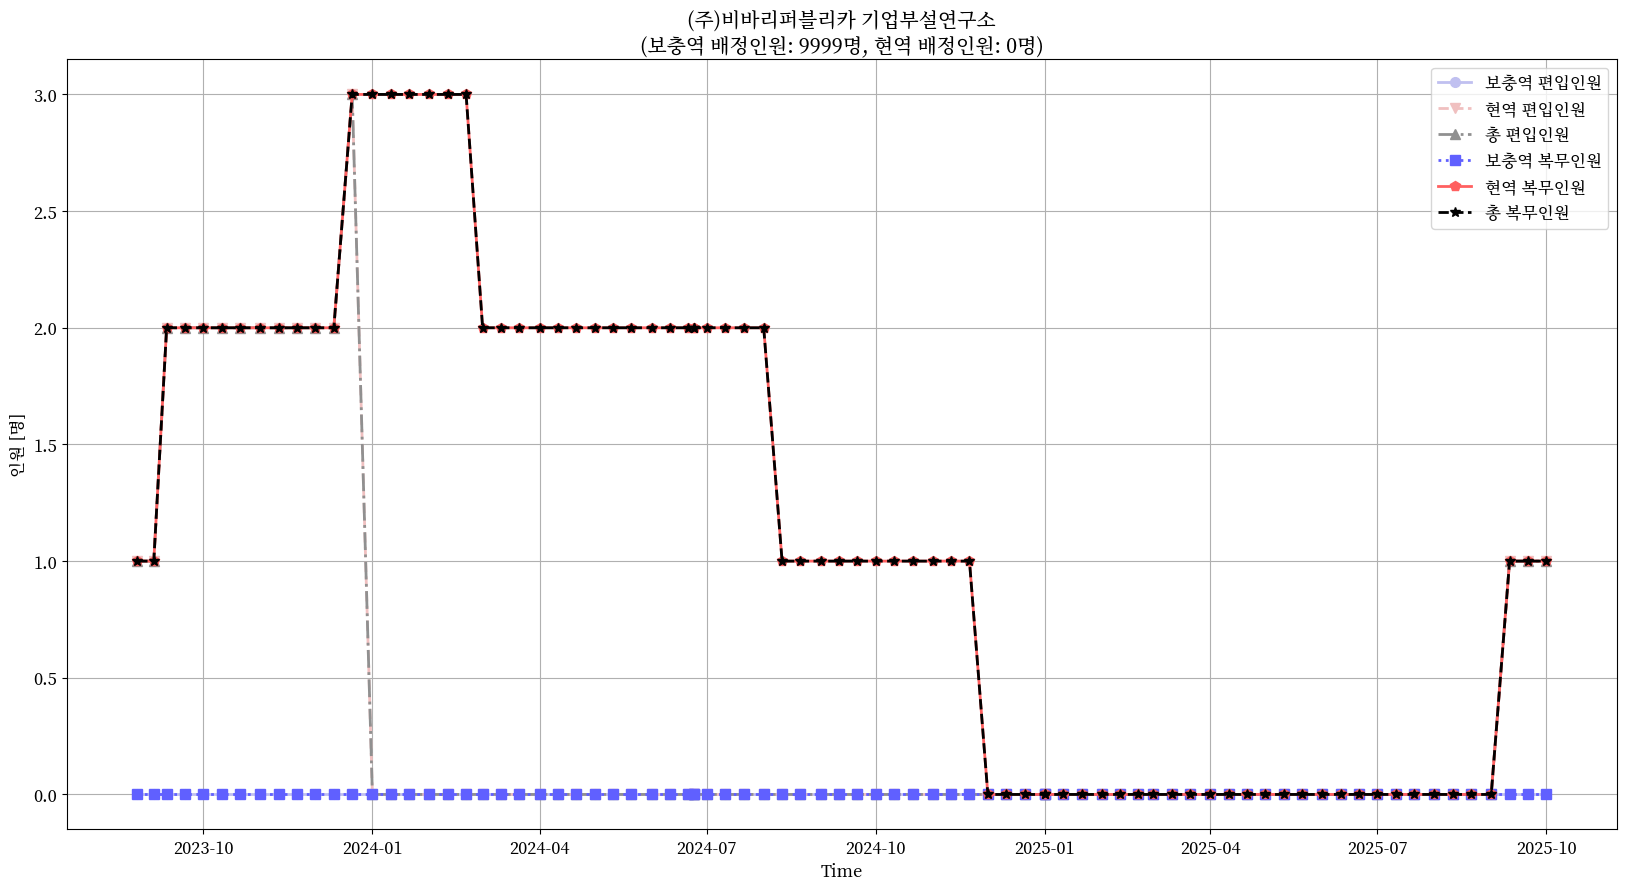 (주)비바리퍼블리카 기업부설연구소
(보충역 배정인원: 9999명, 현역 배정인원: 0명)
보충역 편입인원
현역 편입인원
총 편입인원
보충역 복무인원
현역 복무인원
총 복무인원
인원 [명]
3.0
2.5
2.0
1.5
1.0
0.5
0.0
2023-10
2024-01
2024-04
2024-07
2024-10
2025-01
2025-04
2025-07
2025-10
Time